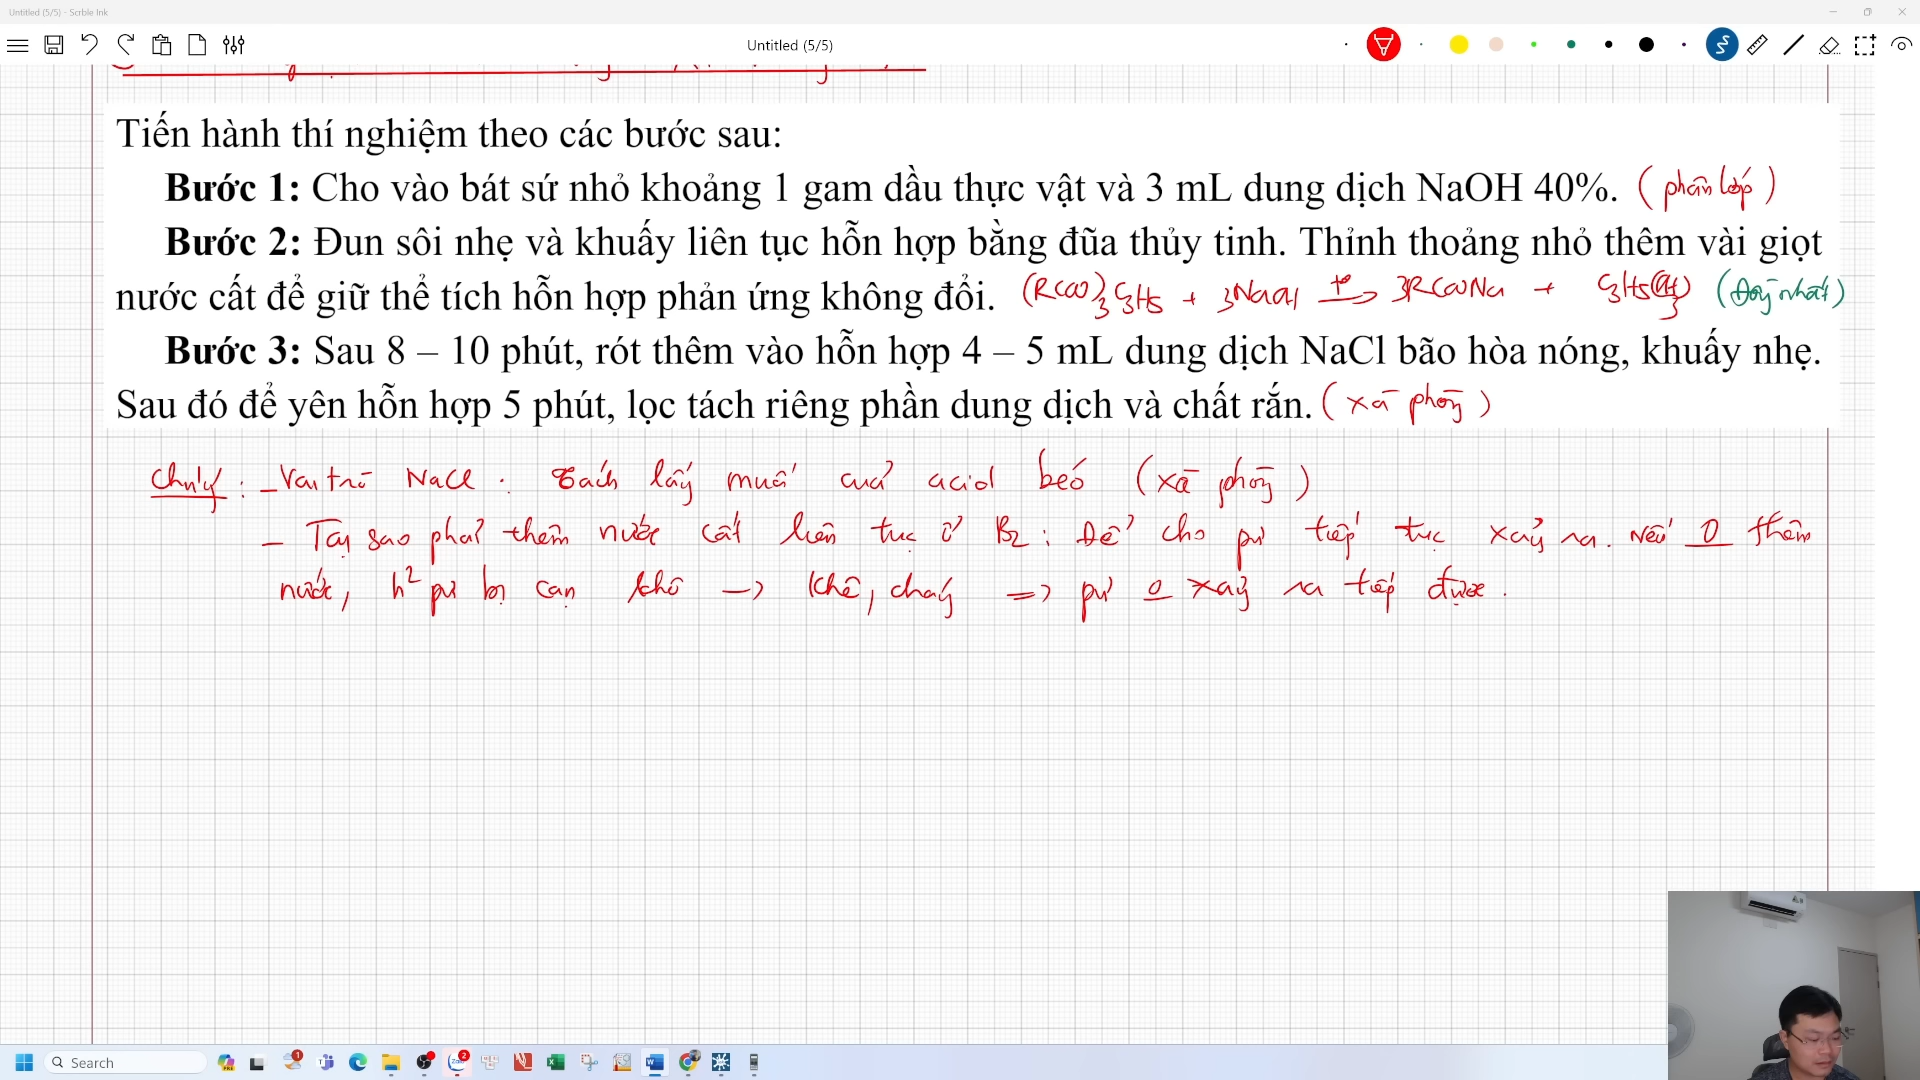 Untitled (5/5) - Scrble Ink
Untitled (5/5)
Tiến hành thí nghiệm theo các bước sau:
Bước 1: Cho vào bát sứ nhỏ khoảng 1 gam dầu thực vật và 3 mL dung dịch NaOH 40%. (phân lớp)
Bước 2: Đun sôi nhẹ và khuấy liên tục hỗn hợp bằng đũa thủy tinh. Thỉnh thoảng nhỏ thêm vài giọt
nước cất để giữ thể tích hỗn hợp phản ứng không đổi. (RCOO)3C3H5 + 3NaOH t° → 3RCOONa + C3H5(OH)3 (Đồng nhất)
Bước 3: Sau 8 – 10 phút, rót thêm vào hỗn hợp 4 – 5 mL dung dịch NaCl bão hòa nóng, khuấy nhẹ.
Sau đó để yên hỗn hợp 5 phút, lọc tách riêng phần dung dịch và chất rắn. (xà phòng)
Chú ý: - Vai trò NaCl: Tách lấy muối của acid béo (xà phòng)
- Tại sao phải thêm nước cất liên tục ở B2: Để cho pứ tiếp tục xảy ra. Nếu 0 thêm
nước, h² pứ bị cạn khô → khê, cháy => pứ 0 xảy ra tiếp được.
Search